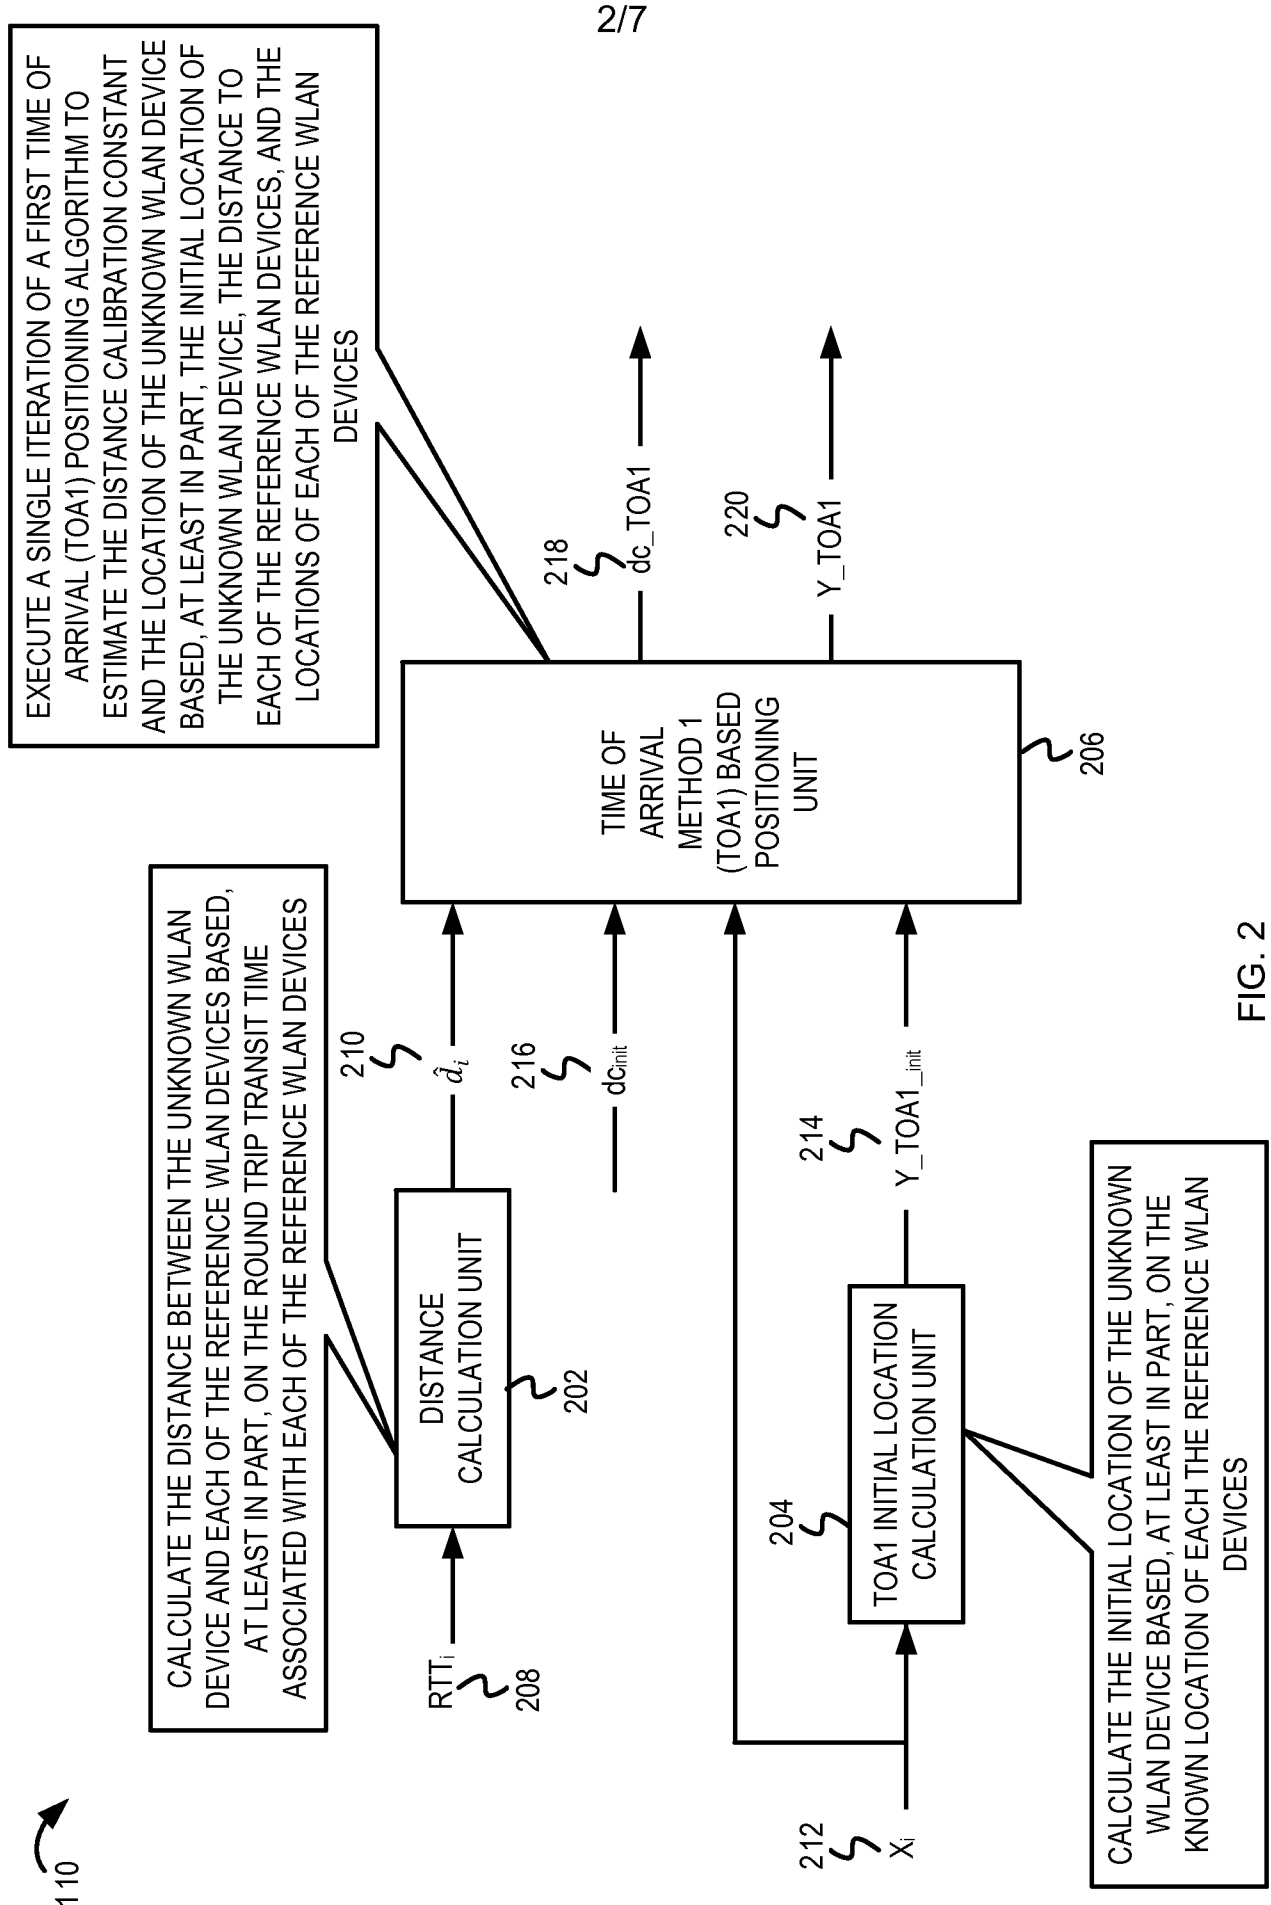 2/7
110
CALCULATE THE DISTANCE BETWEEN THE UNKNOWN WLAN
DEVICE AND EACH OF THE REFERENCE WLAN DEVICES BASED,
AT LEAST IN PART, ON THE ROUND TRIP TRANSIT TIME
ASSOCIATED WITH EACH OF THE REFERENCE WLAN DEVICES
EXECUTE A SINGLE ITERATION OF A FIRST TIME OF
ARRIVAL (TOA1) POSITIONING ALGORITHM TO
ESTIMATE THE DISTANCE CALIBRATION CONSTANT
AND THE LOCATION OF THE UNKNOWN WLAN DEVICE
BASED, AT LEAST IN PART, THE INITIAL LOCATION OF
THE UNKNOWN WLAN DEVICE, THE DISTANCE TO
EACH OF THE REFERENCE WLAN DEVICES, AND THE
LOCATIONS OF EACH OF THE REFERENCE WLAN
DEVICES
RTTᵢ
208
DISTANCE
CALCULATION UNIT
202
210
d̂ᵢ
216
dcinit
TIME OF
ARRIVAL
METHOD 1
(TOA1) BASED
POSITIONING
UNIT
206
218
dc_TOA1
220
Y_TOA1
212
Xᵢ
204
TOA1 INITIAL LOCATION
CALCULATION UNIT
214
Y_TOA1_init
CALCULATE THE INITIAL LOCATION OF THE UNKNOWN
WLAN DEVICE BASED, AT LEAST IN PART, ON THE
KNOWN LOCATION OF EACH THE REFERENCE WLAN
DEVICES
FIG. 2